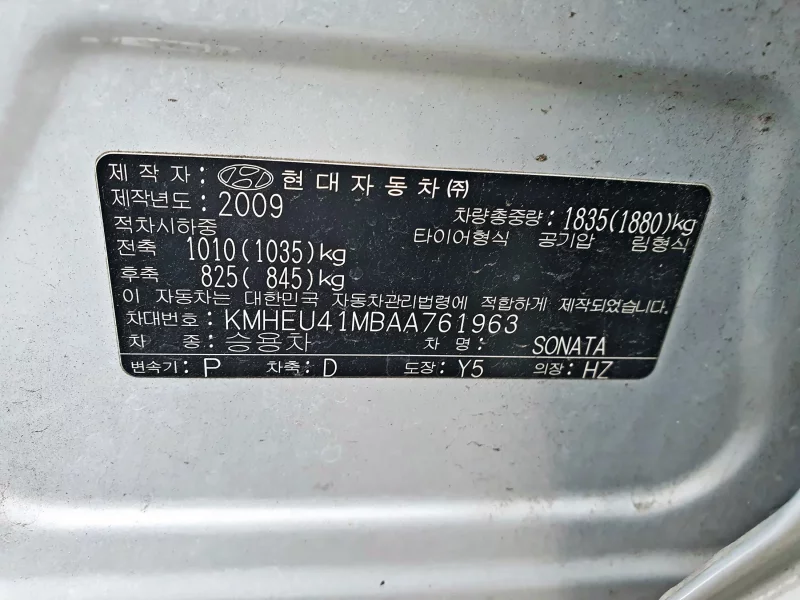 제 작 자 : 현대자동차㈜
제작년도 : 2009 차량총중량 : 1835(1880)kg
적차시하중 타이어형식 공기압 림형식
전축 1010(1035)kg
후축 825( 845)kg
이 자동차는 대한민국 자동차관리법령에 적합하게 제작되었습니다.
차대번호 : KMHEU41MBAA761963
차 종 : 승용차 차 명 : SONATA
변속기 : P 차축 : D 도장 : Y5 의장 : HZ